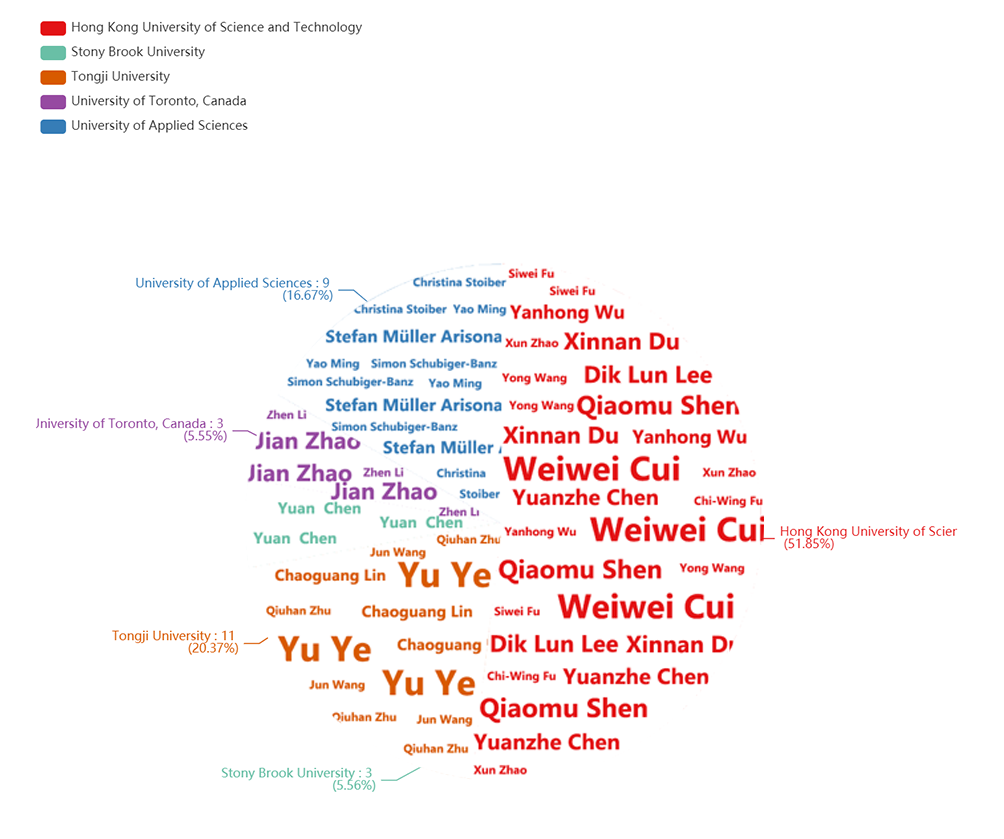 Hong Kong University of Science and Technology
Stony Brook University
Tongji University
University of Toronto, Canada
University of Applied Sciences
Siwei Fu
Christina Stoiber
University of Applied Sciences : 9
(16.67%)
Siwei Fu
Christina Stoiber Yao Ming Yanhong Wu
Stefan Müller Arisona Xun Zhao Xinnan Du
Yao Ming Simon Schubiger-Banz
Simon Schubiger-Banz Yao Ming Yong Wang Dik Lun Lee
Stefan Müller Arisona Yong Wang Qiaomu Shen
Zhen Li
Jniversity of Toronto, Canada : 3
(5.55%)
Simon Schubiger-Banz
Jian Zhao Stefan Müller Xinnan Du Yanhong Wu
Jian Zhao Zhen Li Christina Weiwei Cui Xun Zhao
Jian Zhao Stoiber Yuanzhe Chen Chi-Wing Fu
Yuan Chen Zhen Li
Yuan Chen
Yuan Chen Qiuhan Zhu Yanhong Wu Weiwei Cui
Hong Kong University of Scier
(51.85%)
Jun Wang
Chaoguang Lin Yu Ye Qiaomu Shen Yong Wang
Qiuhan Zhu Chaoguang Lin Siwei Fu Weiwei Cui
Tongji University : 11
(20.37%)
Yu Ye Chaoguang Dik Lun Lee Xinnan Du
Jun Wang Yu Ye Chi-Wing Fu Yuanzhe Chen
Qiuhan Zhu Jun Wang Qiaomu Shen
Qiuhan Zhu Yuanzhe Chen
Stony Brook University : 3
(5.56%)
Xun Zhao